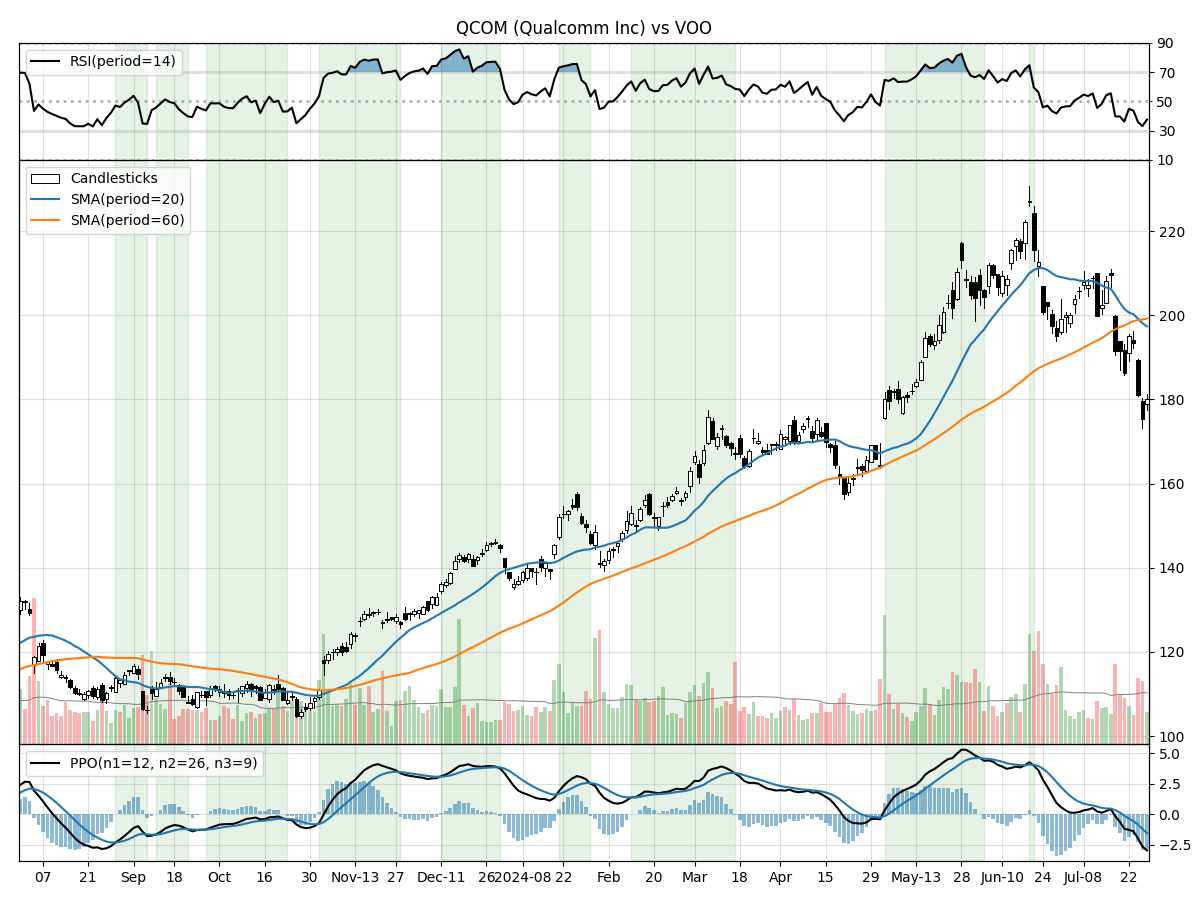 QCOM (Qualcomm Inc) vs VOO
RSI(period=14)
90
70
50
30
10
Candlesticks
SMA(period=20)
SMA(period=60)
220
200
180
160
140
120
100
PPO(n1=12, n2=26, n3=9)
5.0
2.5
0.0
−2.5
07 21 Sep 18 Oct 16 30 Nov-13 27 Dec-11 26 2024-08 22 Feb 20 Mar 18 Apr 15 29 May-13 28 Jun-10 24 Jul-08 22